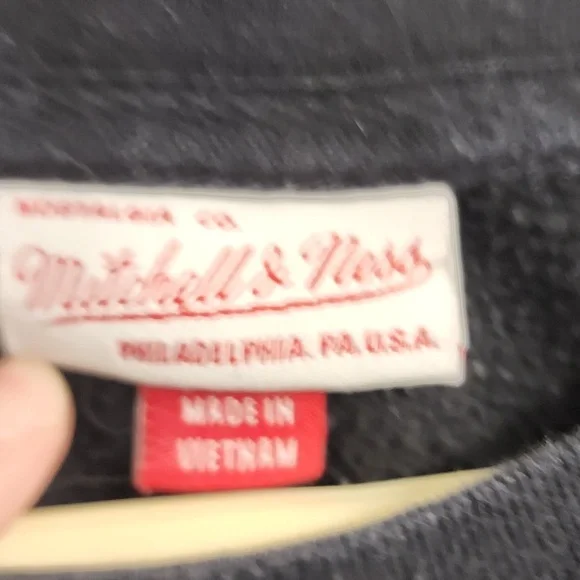 NOSTALGIA CO.
Mitchell & Ness
PHILADELPHIA. PA. U.S.A.
MADE IN
VIETNAM